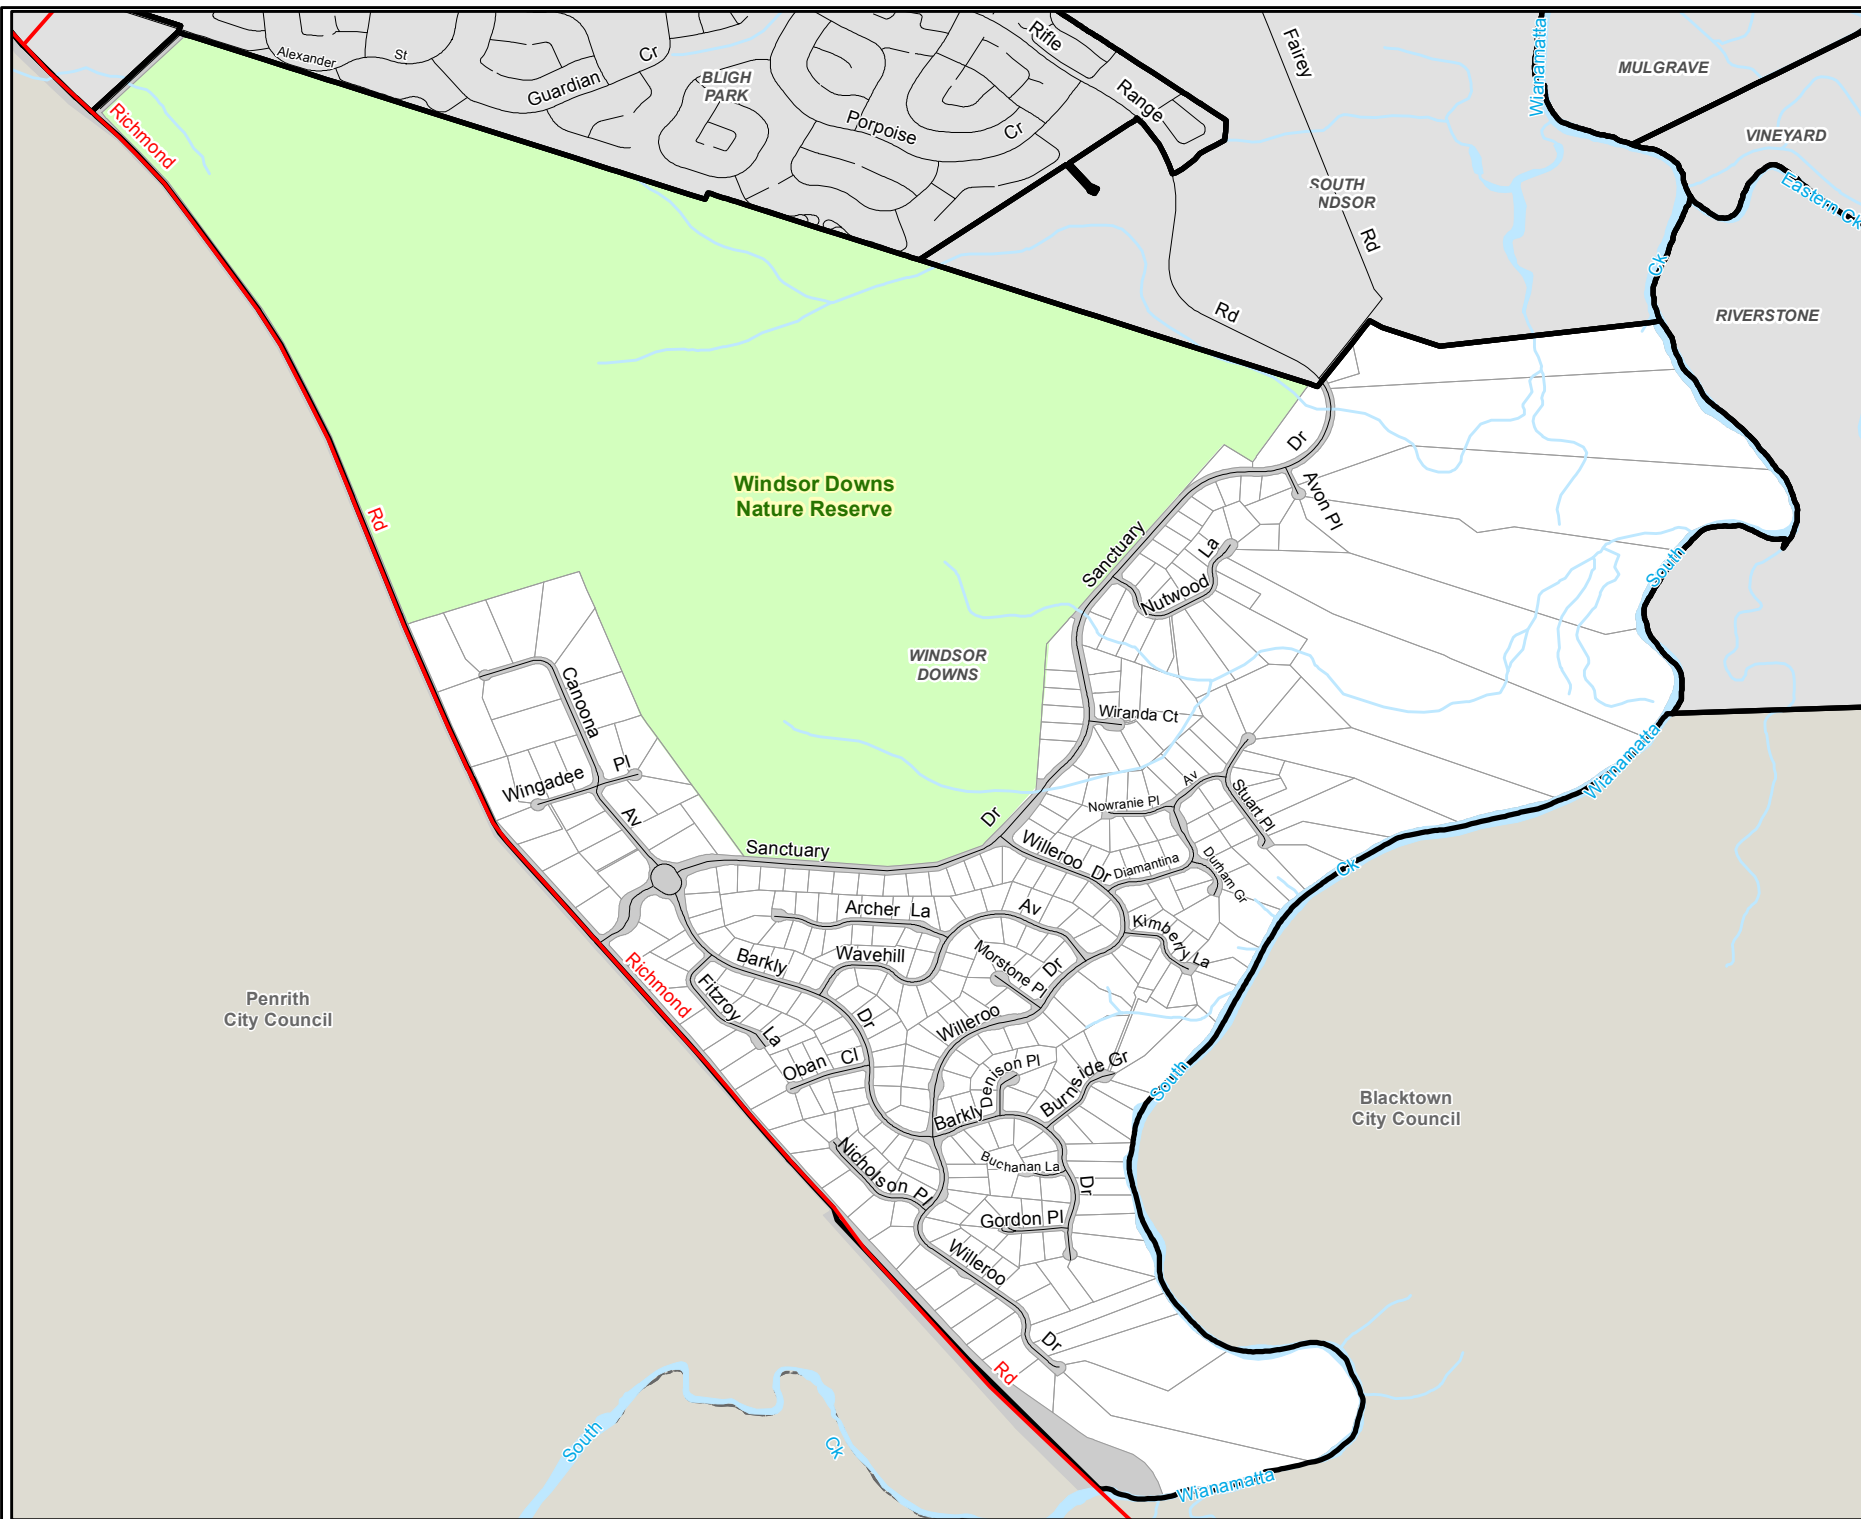 Alexander
St
Guardian
Cr
BLIGH
PARK
Porpoise
Cr
Rifle
Range
Fairey
Rd
Rd
SOUTH
NDSOR
Wianamatta
MULGRAVE
VINEYARD
Eastern Ck
Ck
RIVERSTONE
Richmond
Rd
Windsor Downs
Nature Reserve
WINDSOR
DOWNS
Dr
Avon Pl
Sanctuary
Nutwood
La
South
Wianamatta
Ck
Canoona
Wingadee
Pl
Av
Wiranda Ct
Nowranie Pl
Av
Stuart Pl
Sanctuary
Dr
Willeroo
Dr
Diamantina
Durham Gr
Archer La
Av
Kimberly La
Wavehill
Morstone Pl
Dr
Barkly
Richmond
Fitzroy
La
Dr
Willeroo
Oban Cl
Denison Pl
Burnside Gr
Barkly
Nicholson Pl
Buchanan La
Dr
Gordon Pl
Willeroo
Dr
Rd
South
Penrith
City Council
Blacktown
City Council
South
Ck
Wianamatta